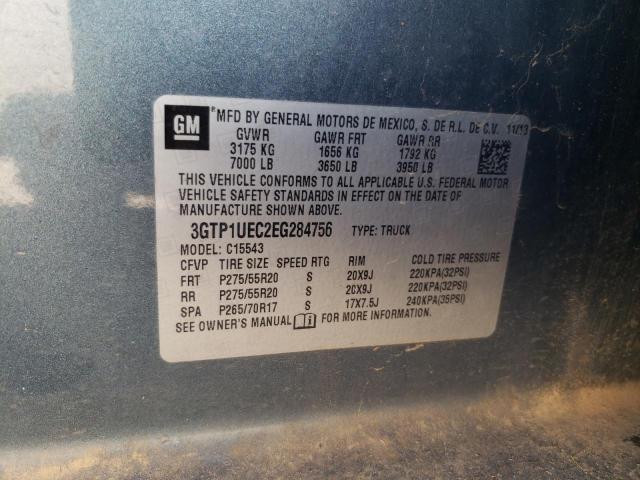 GM
*MFD BY GENERAL MOTORS DE MEXICO, S. DE R.L. DE C.V. 11/13
GVWR GAWR FRT GAWR RR
3175 KG 1656 KG 1792 KG
7000 LB 3650 LB 3950 LB
THIS VEHICLE CONFORMS TO ALL APPLICABLE U.S. FEDERAL MOTOR
VEHICLE SAFETY STANDARDS IN EFFECT ON THE DATE OF
MANUFACTURE SHOWN ABOVE.
3GTP1UEC2EG284756 TYPE: TRUCK
MODEL: C15543
CFVP TIRE SIZE SPEED RTG RIM COLD TIRE PRESSURE
FRT P275/55R20 S 20X9J 220KPA(32PSI)
RR P275/55R20 S 20X9J 220KPA(32PSI)
SPA P265/70R17 S 17X7.5J 240KPA(35PSI)
SEE OWNER'S MANUAL FOR MORE INFORMATION.